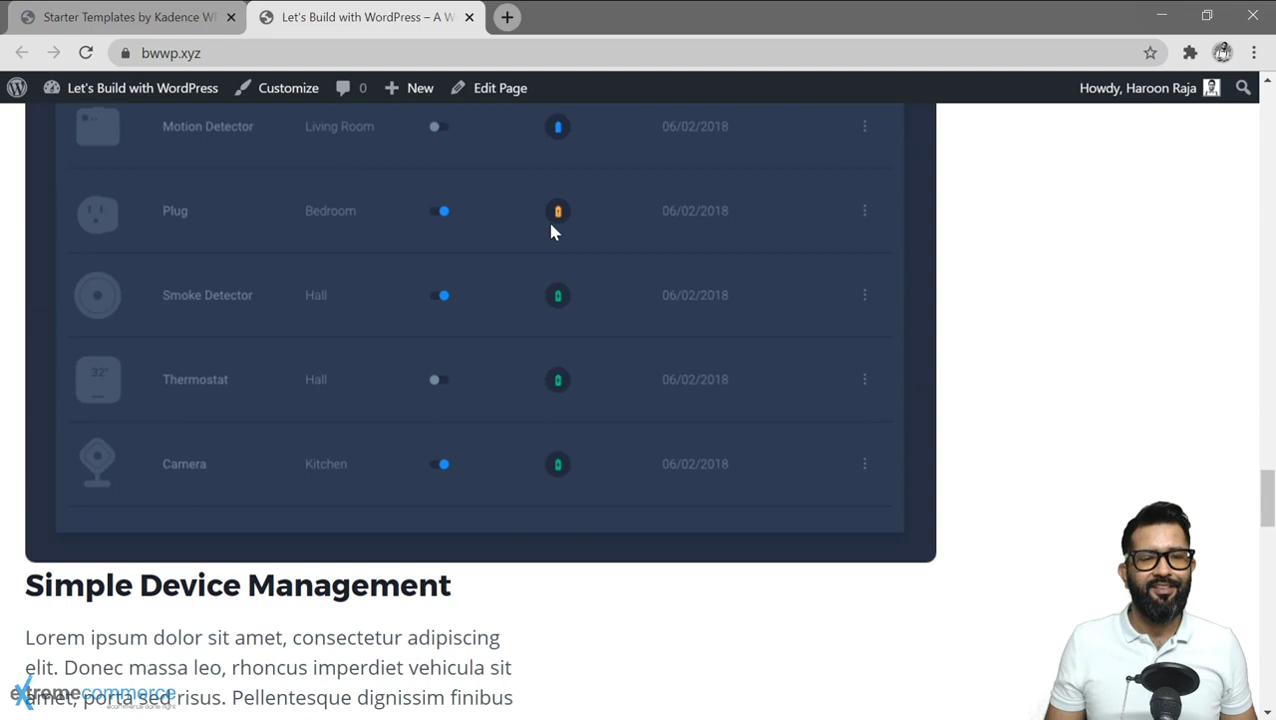 Starter Templates by Kadence WP
Let's Build with WordPress – A W
bwwp.xyz
Let's Build with WordPress Customize 0 New Edit Page Howdy, Haroon Raja
Motion Detector Living Room 06/02/2018
Plug Bedroom 06/02/2018
Smoke Detector Hall 06/02/2018
32°
Thermostat Hall 06/02/2018
Camera Kitchen 06/02/2018
Simple Device Management
Lorem ipsum dolor sit amet, consectetur adipiscing
elit. Donec massa leo, rhoncus imperdiet vehicula sit
amet, porta sed risus. Pellentesque dignissim finibus
extremecommerce